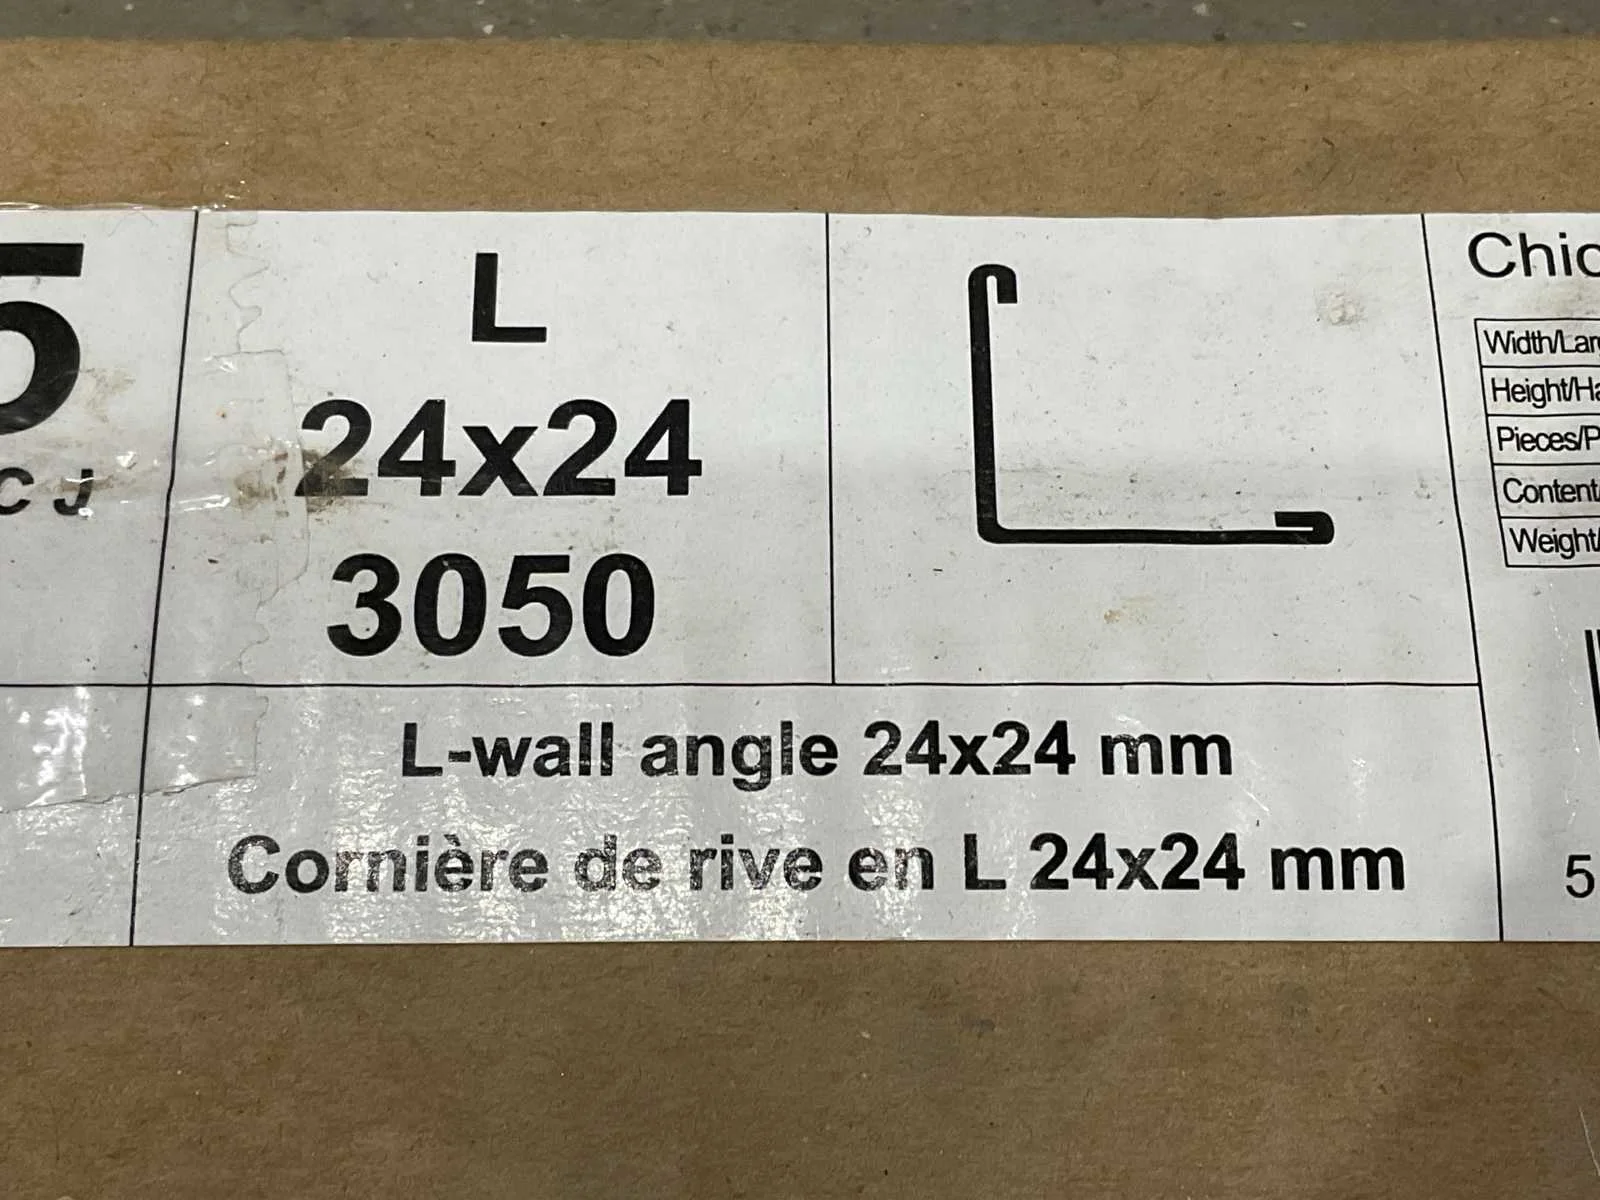 5
C J
L
24x24
3050
L-wall angle 24x24 mm
Cornière de rive en L 24x24 mm
Chic
Width/Lar
Height/Ha
Pieces/P
Content/
Weight/
5